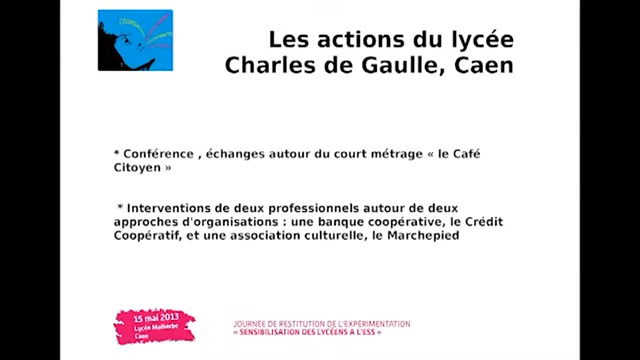 Les actions du lycée
Charles de Gaulle, Caen
* Conférence , échanges autour du court métrage « le Café
Citoyen »
* Interventions de deux professionnels autour de deux
approches d'organisations : une banque coopérative, le Crédit
Coopératif, et une association culturelle, le Marchepied
15 mai 2013
Lycée Malherbe
Caen
JOURNÉE DE RESTITUTION DE L'EXPÉRIMENTATION
« SENSIBILISATION DES LYCÉENS A L'ESS »